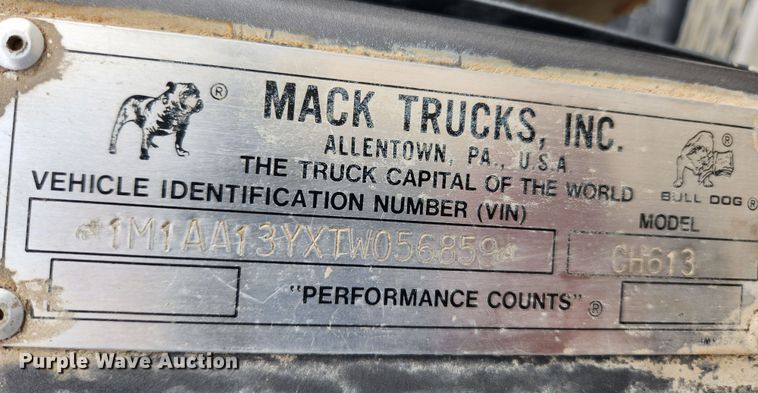 ®
MACK TRUCKS, INC.
ALLENTOWN, PA., U.S.A
THE TRUCK CAPITAL OF THE WORLD
®
BULL DOG ®
VEHICLE IDENTIFICATION NUMBER (VIN)
MODEL
1M1AA13YXTW056859
CH613
"PERFORMANCE COUNTS" ®
Purple Wave Auction